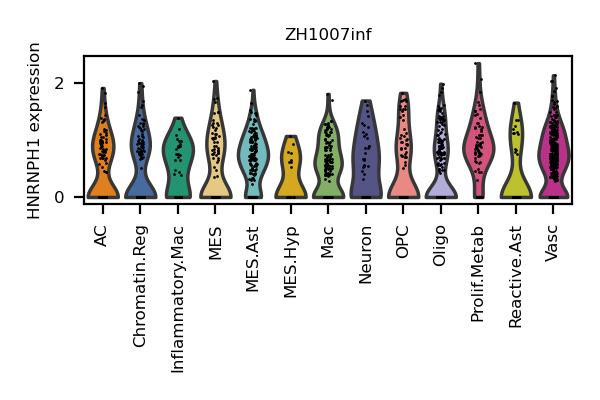 ZH1007inf
HNRNPH1 expression
2
0
AC
Chromatin.Reg
Inflammatory.Mac
MES
MES.Ast
MES.Hyp
Mac
Neuron
OPC
Oligo
Prolif.Metab
Reactive.Ast
Vasc